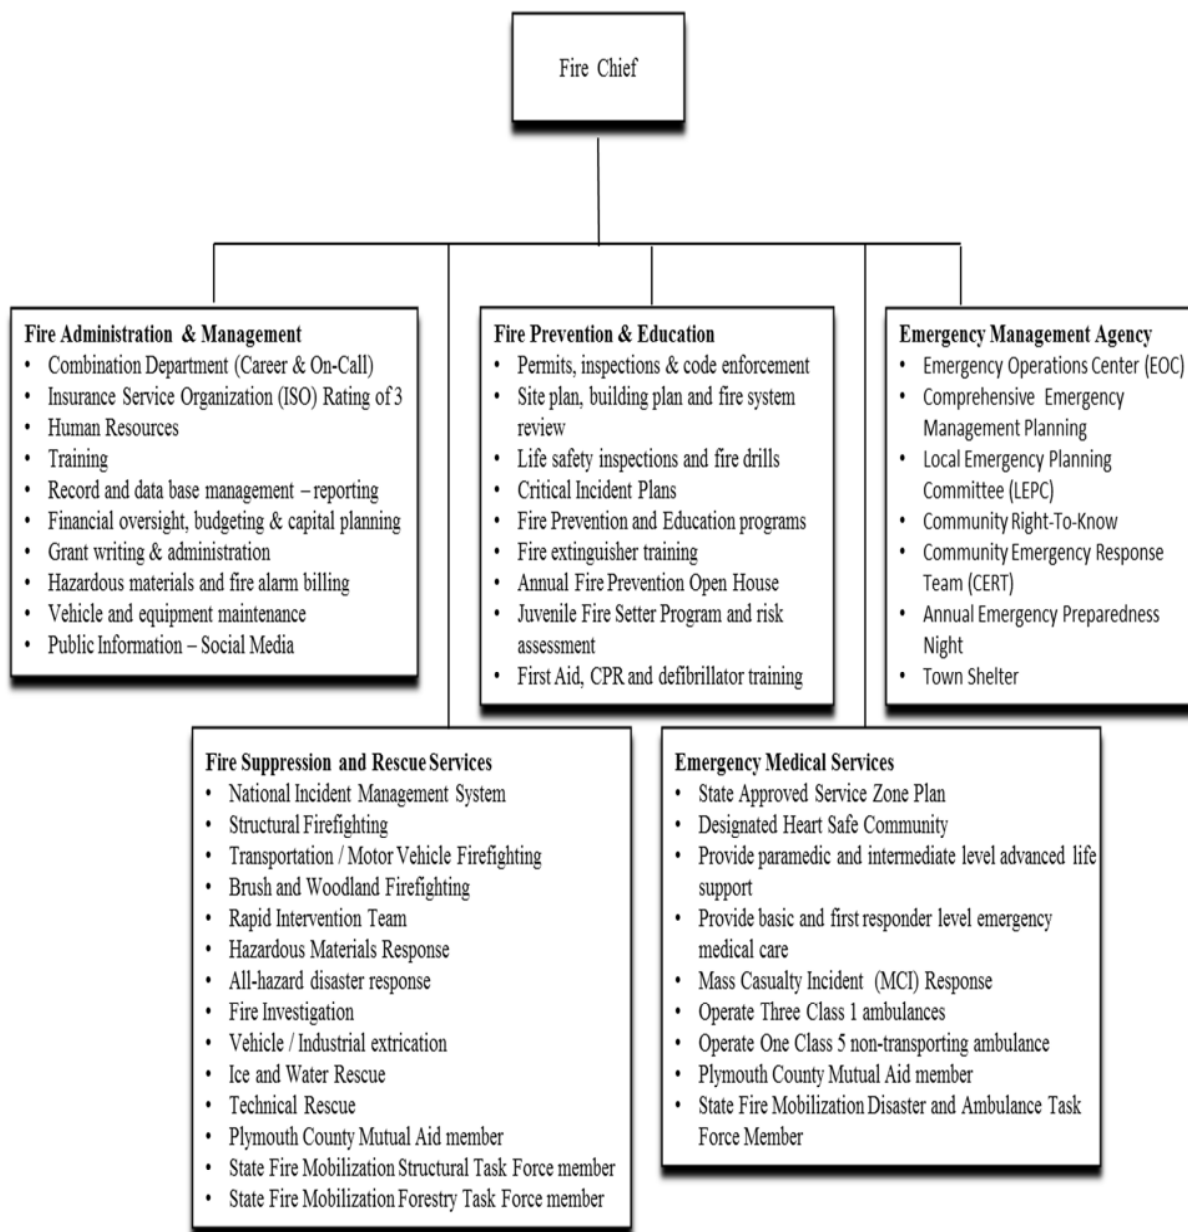 Fire Chief
Fire Administration & Management
• Combination Department (Career & On-Call)
• Insurance Service Organization (ISO) Rating of 3
• Human Resources
• Training
• Record and data base management – reporting
• Financial oversight, budgeting & capital planning
• Grant writing & administration
• Hazardous materials and fire alarm billing
• Vehicle and equipment maintenance
• Public Information – Social Media
Fire Prevention & Education
• Permits, inspections & code enforcement
• Site plan, building plan and fire system
review
• Life safety inspections and fire drills
• Critical Incident Plans
• Fire Prevention and Education programs
• Fire extinguisher training
• Annual Fire Prevention Open House
• Juvenile Fire Setter Program and risk
assessment
• First Aid, CPR and defibrillator training
Emergency Management Agency
• Emergency Operations Center (EOC)
• Comprehensive Emergency
Management Planning
• Local Emergency Planning
Committee (LEPC)
• Community Right-To-Know
• Community Emergency Response
Team (CERT)
• Annual Emergency Preparedness
Night
• Town Shelter
Fire Suppression and Rescue Services
• National Incident Management System
• Structural Firefighting
• Transportation / Motor Vehicle Firefighting
• Brush and Woodland Firefighting
• Rapid Intervention Team
• Hazardous Materials Response
• All-hazard disaster response
• Fire Investigation
• Vehicle / Industrial extrication
• Ice and Water Rescue
• Technical Rescue
• Plymouth County Mutual Aid member
• State Fire Mobilization Structural Task Force member
• State Fire Mobilization Forestry Task Force member
Emergency Medical Services
• State Approved Service Zone Plan
• Designated Heart Safe Community
• Provide paramedic and intermediate level advanced life
support
• Provide basic and first responder level emergency
medical care
• Mass Casualty Incident (MCI) Response
• Operate Three Class 1 ambulances
• Operate One Class 5 non-transporting ambulance
• Plymouth County Mutual Aid member
• State Fire Mobilization Disaster and Ambulance Task
Force Member